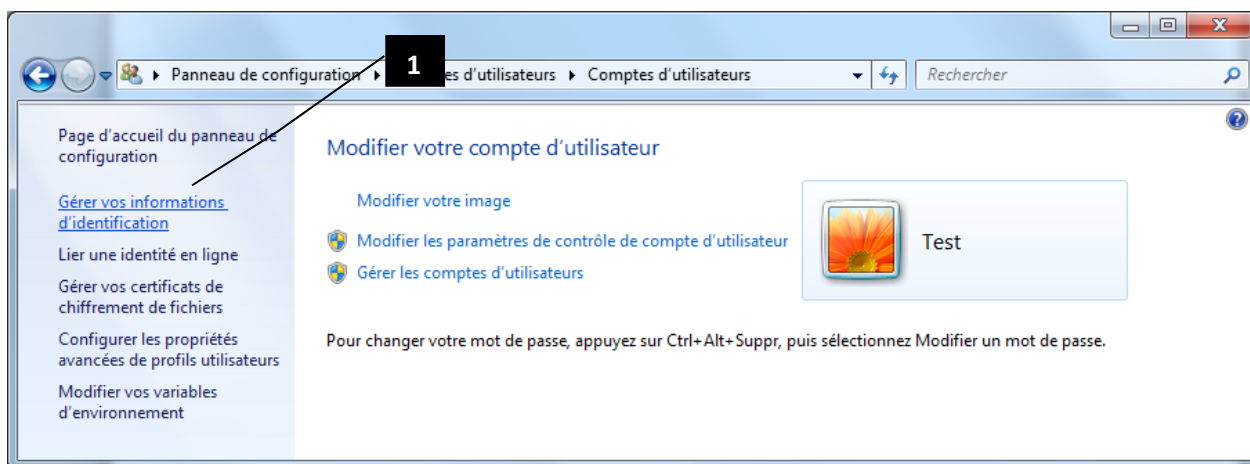 Panneau de configuration ▸ es d'utilisateurs ▸ Comptes d'utilisateurs
1
Rechercher
Page d'accueil du panneau de
configuration
Gérer vos informations
d'identification
Lier une identité en ligne
Gérer vos certificats de
chiffrement de fichiers
Configurer les propriétés
avancées de profils utilisateurs
Modifier vos variables
d'environnement
Modifier votre compte d'utilisateur
Modifier votre image
Modifier les paramètres de contrôle de compte d'utilisateur
Gérer les comptes d'utilisateurs
Test
Pour changer votre mot de passe, appuyez sur Ctrl+Alt+Suppr, puis sélectionnez Modifier un mot de passe.